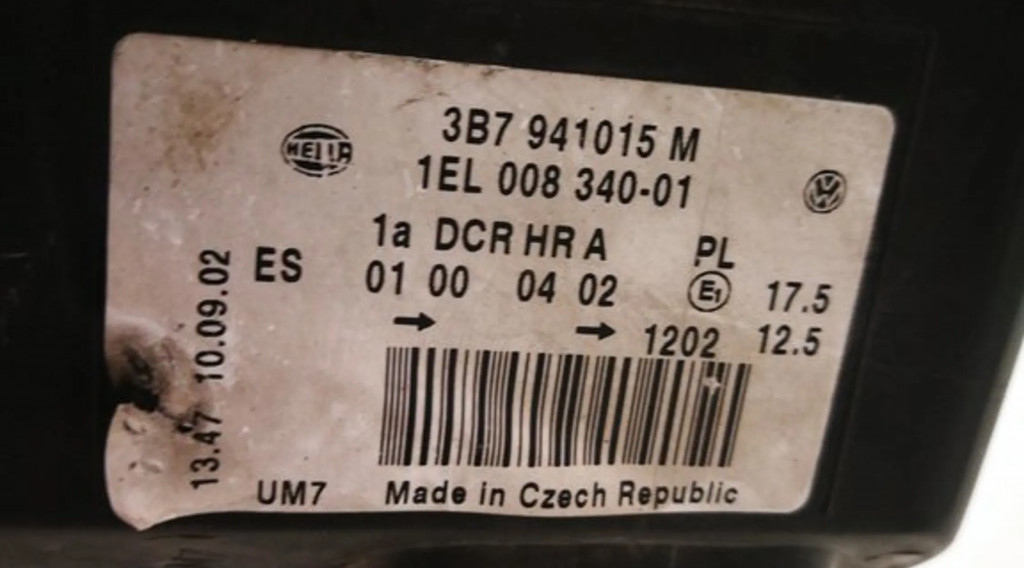 HELLA
3B7 941015 M
1EL 008 340-01
1a DCR HR A PL
ES 01 00 04 02 E1 17.5
→ → 1202 12.5
13.47 10.09.02
UM7 Made in Czech Republic